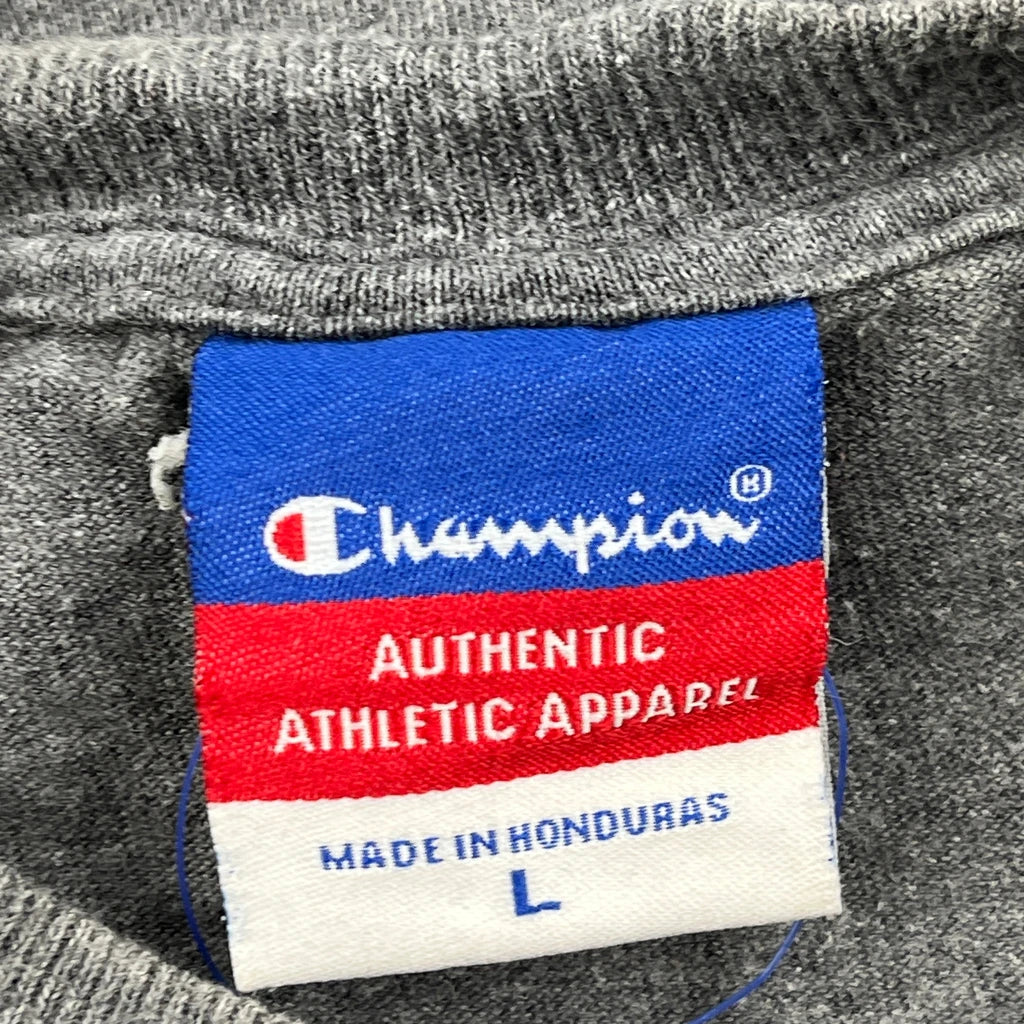 Champion®
AUTHENTIC
ATHLETIC APPAREL
MADE IN HONDURAS
L